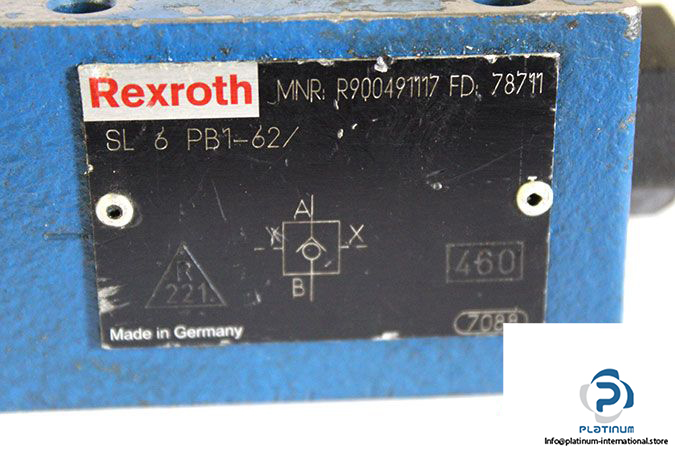 Rexroth MNR: R900491117 FD: 78711
SL 6 PB1-62/
A
Y X
B
R
221.
460
7088
Made in Germany
PLATINUM
Info@platinum-international.store